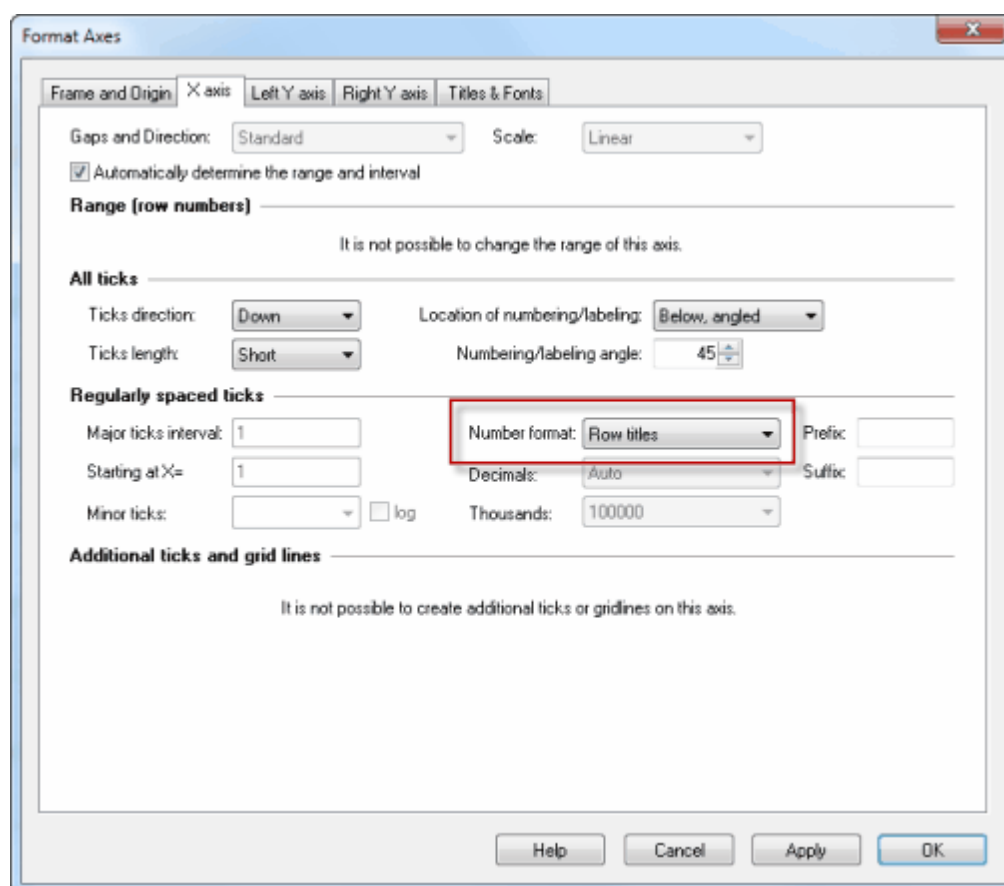 Format Axes
x
Frame and Origin X axis Left Y axis Right Y axis Titles & Fonts
Gaps and Direction: Standard Scale: Linear
Automatically determine the range and interval
Range (row numbers)
It is not possible to change the range of this axis.
All ticks
Ticks direction: Down Location of numbering/labeling: Below, angled
Ticks length: Short Numbering/labeling angle: 45
Regularly spaced ticks
Major ticks interval: 1 Number format: Row titles Prefix:
Starting at X= 1 Decimals: Auto Suffix:
Minor ticks: log Thousands: 100000
Additional ticks and grid lines
It is not possible to create additional ticks or gridlines on this axis.
Help Cancel Apply OK